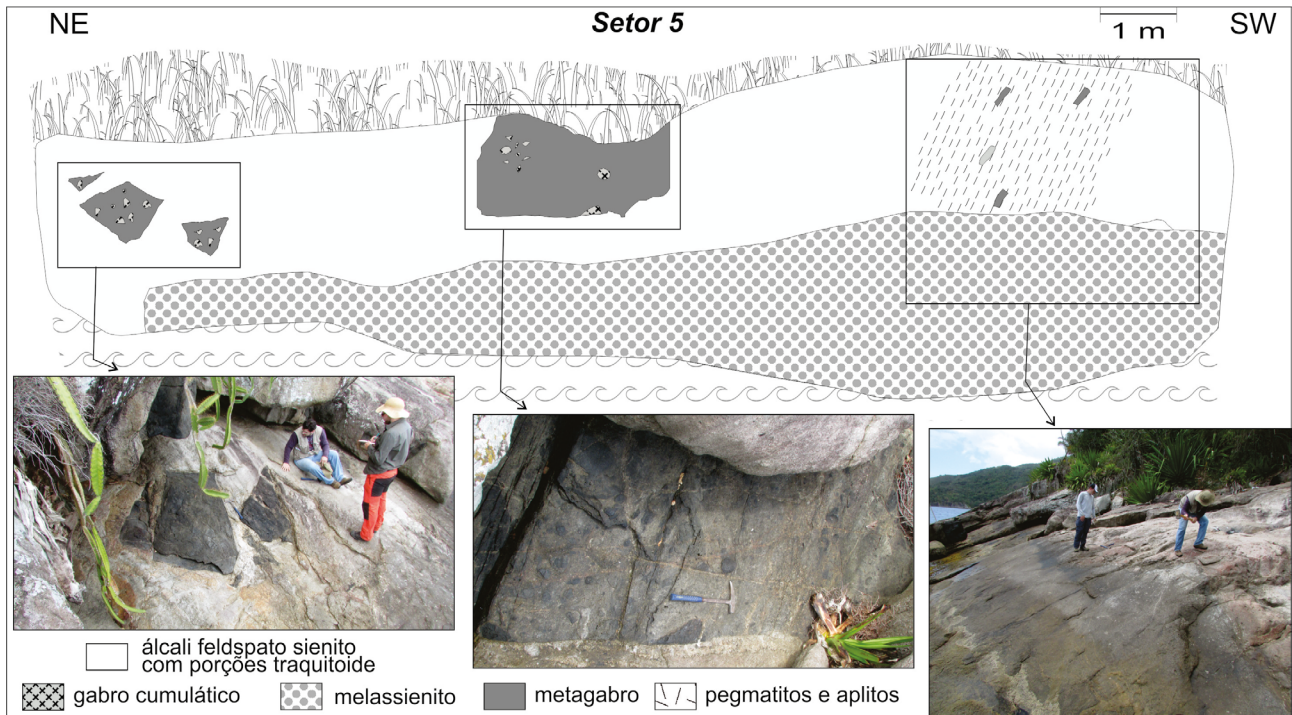 NE
Setor 5
1 m
SW
álcali feldspato sienito
com porções traquitoide
gabro cumulático
melassienito
metagabro
pegmatitos e aplitos